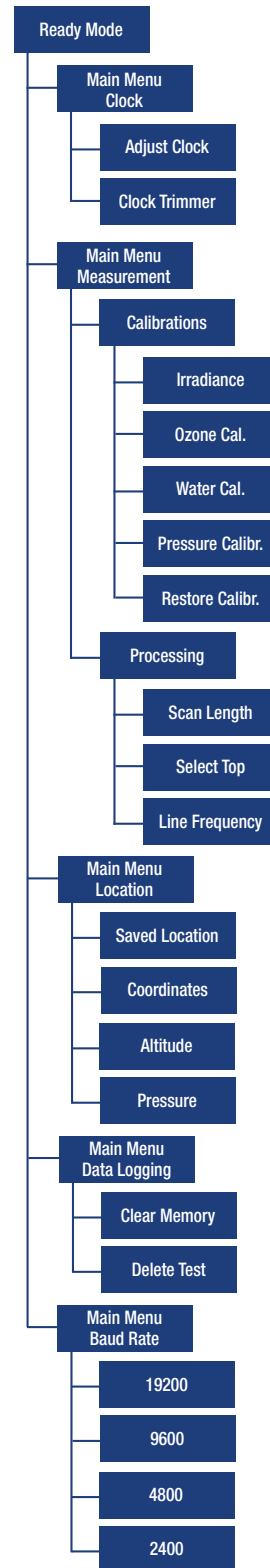 Ready Mode
Main Menu
Clock
Adjust Clock
Clock Trimmer
Main Menu
Measurement
Calibrations
Irradiance
Ozone Cal.
Water Cal.
Pressure Calibr.
Restore Calibr.
Processing
Scan Length
Select Top
Line Frequency
Main Menu
Location
Saved Location
Coordinates
Altitude
Pressure
Main Menu
Data Logging
Clear Memory
Delete Test
Main Menu
Baud Rate
19200
9600
4800
2400